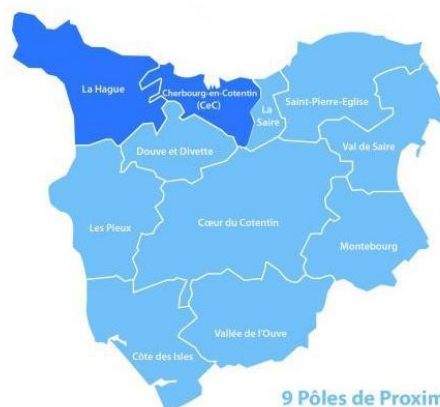 La Hague
Cherbourg-en-Cotentin
(CeC)
La
Saire
Saint-Pierre-Eglise
Val de Saire
Douve et Divette
Les Pieux
Cœur du Cotentin
Montebourg
Côte des Isles
Vallée de l'Ouve
9 Pôles de Proxim